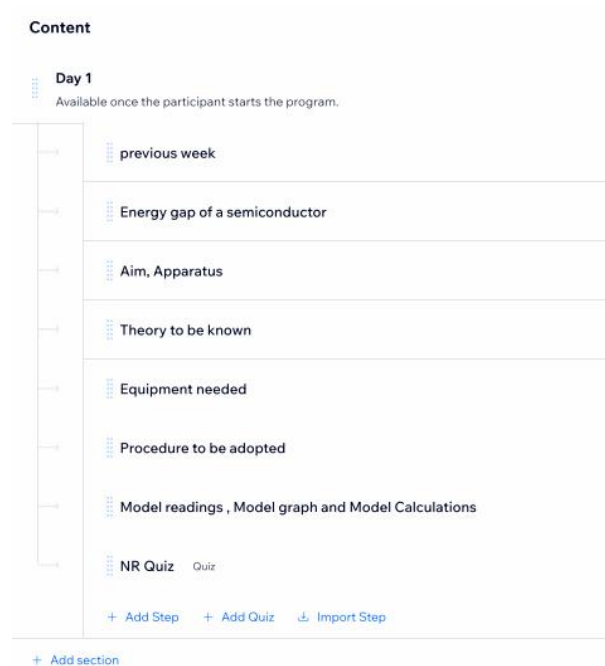 Content
Day 1
Available once the participant starts the program.
previous week
Energy gap of a semiconductor
Aim, Apparatus
Theory to be known
Equipment needed
Procedure to be adopted
Model readings , Model graph and Model Calculations
NR Quiz Quiz
+ Add Step + Add Quiz Import Step
+ Add section